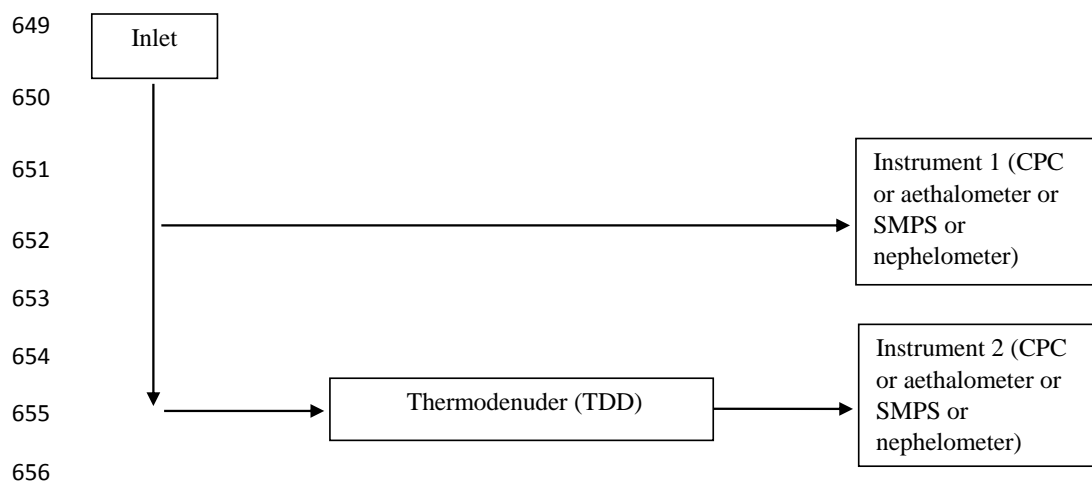 649
Inlet
650
651
Instrument 1 (CPC
or aethalometer or
652
SMPS or
nephelometer)
653
654
Instrument 2 (CPC
or aethalometer or
655
Thermodenuder (TDD)
SMPS or
nephelometer)
656